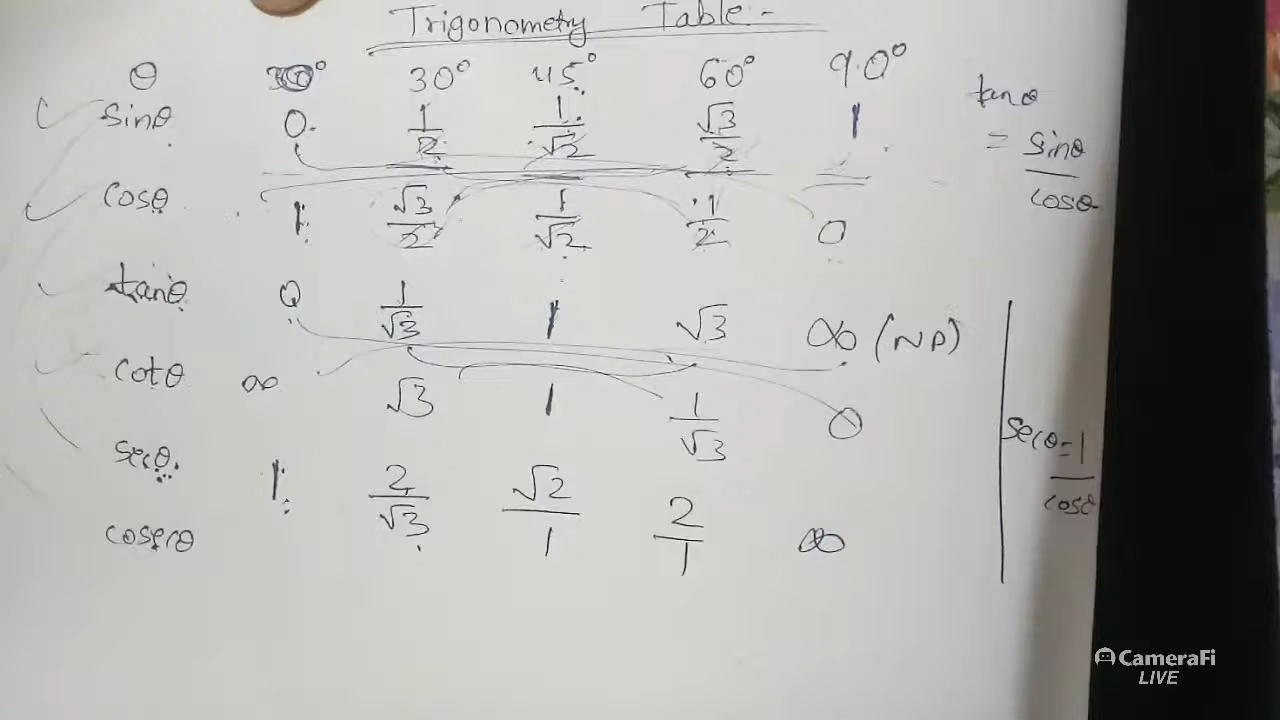 Trigonometry Table -
θ 0° 30° 45° 60° 90°
sinθ 0 1/2 1/√2 √3/2 1
cosθ 1 √3/2 1/√2 1/2 0
tanθ 0 1/√3 1 √3 ∞ (ND)
cotθ ∞ √3 1 1/√3 0
secθ 1 2/√3 √2/1 2/1 ∞
cosecθ
tanθ
= sinθ/cosθ
secθ = 1/cosθ
CameraFi
LIVE